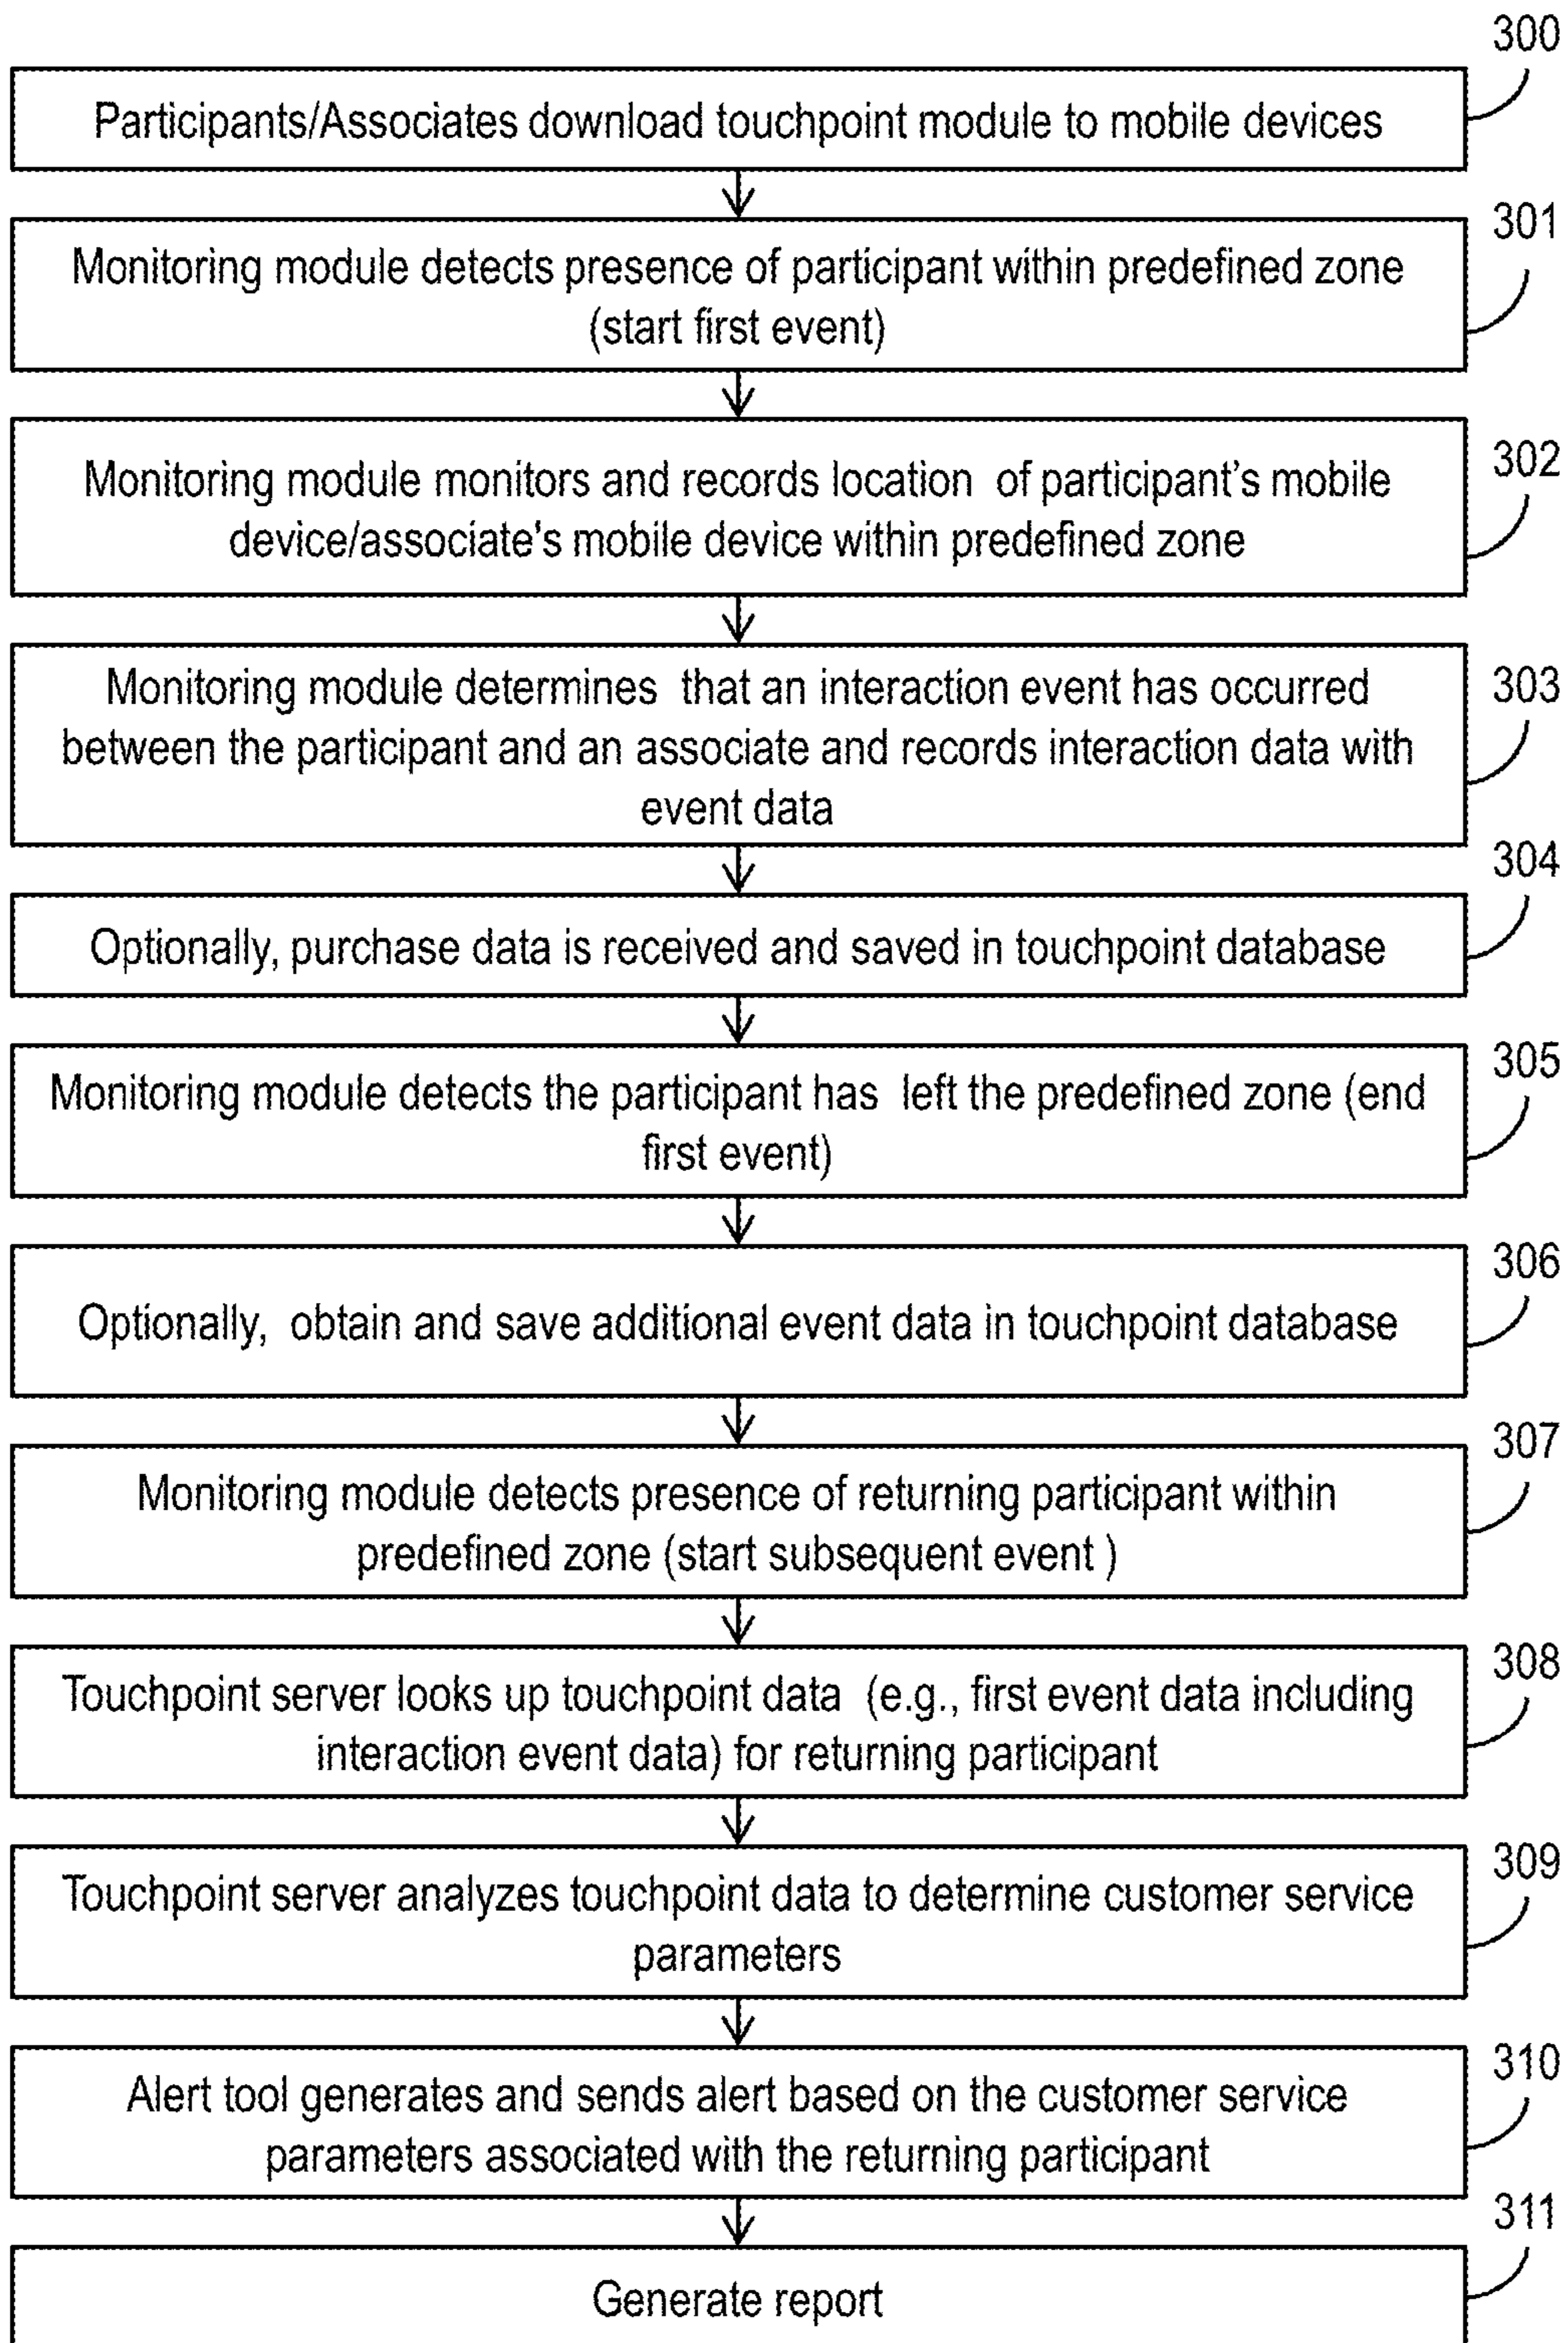 300
Participants/Associates download touchpoint module to mobile devices
301
Monitoring module detects presence of participant within predefined zone
(start first event)
302
Monitoring module monitors and records location of participant’s mobile
device/associate's mobile device within predefined zone
303
Monitoring module determines that an interaction event has occurred
between the participant and an associate and records interaction data with
event data
304
Optionally, purchase data is received and saved in touchpoint database
305
Monitoring module detects the participant has left the predefined zone (end
first event)
306
Optionally, obtain and save additional event data in touchpoint database
307
Monitoring module detects presence of returning participant within
predefined zone (start subsequent event )
308
Touchpoint server looks up touchpoint data (e.g., first event data including
interaction event data) for returning participant
309
Touchpoint server analyzes touchpoint data to determine customer service
parameters
310
Alert tool generates and sends alert based on the customer service
parameters associated with the returning participant
311
Generate report